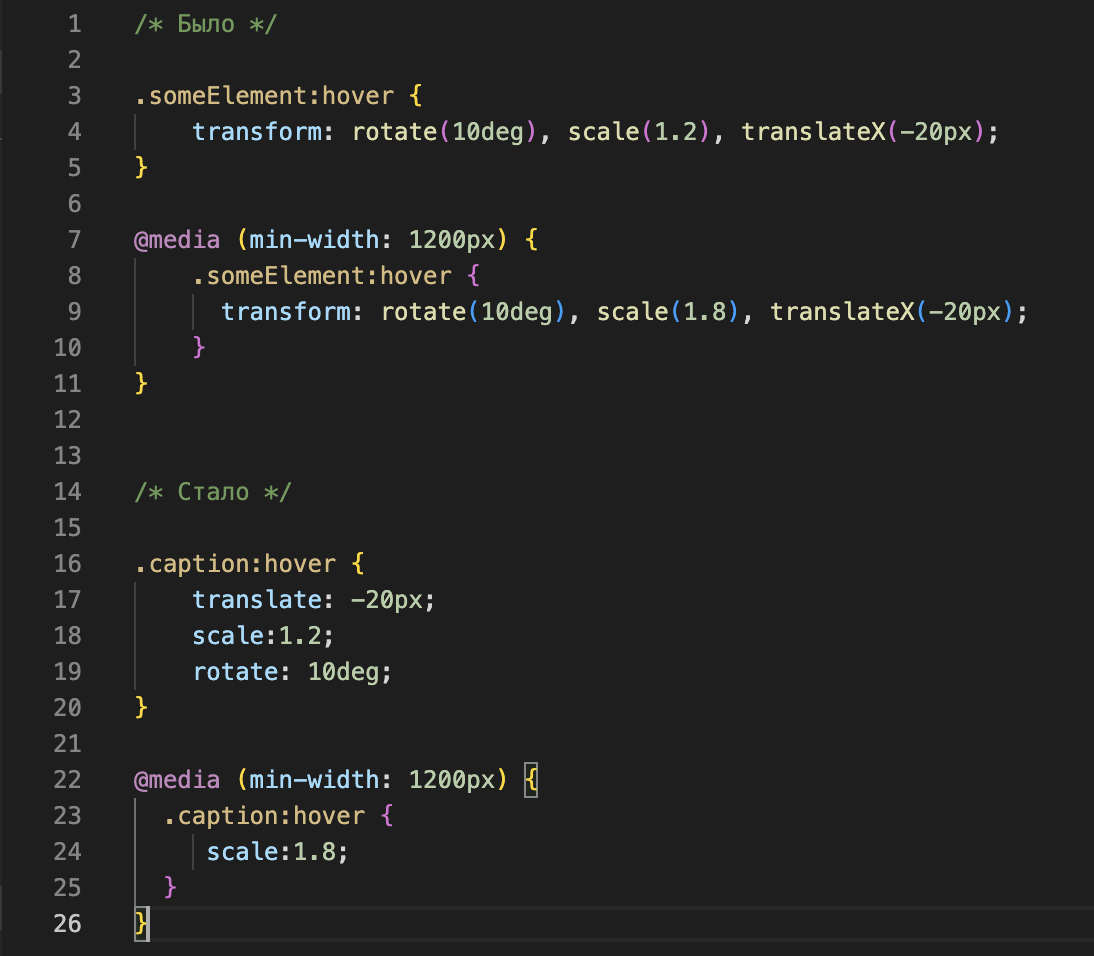 1 /* Было */
2
3 .someElement:hover {
4 transform: rotate(10deg), scale(1.2), translateX(-20px);
5 }
6
7 @media (min-width: 1200px) {
8 .someElement:hover {
9 transform: rotate(10deg), scale(1.8), translateX(-20px);
10 }
11 }
12
13
14 /* Стало */
15
16 .caption:hover {
17 translate: -20px;
18 scale:1.2;
19 rotate: 10deg;
20 }
21
22 @media (min-width: 1200px) {
23 .caption:hover {
24 scale:1.8;
25 }
26 }